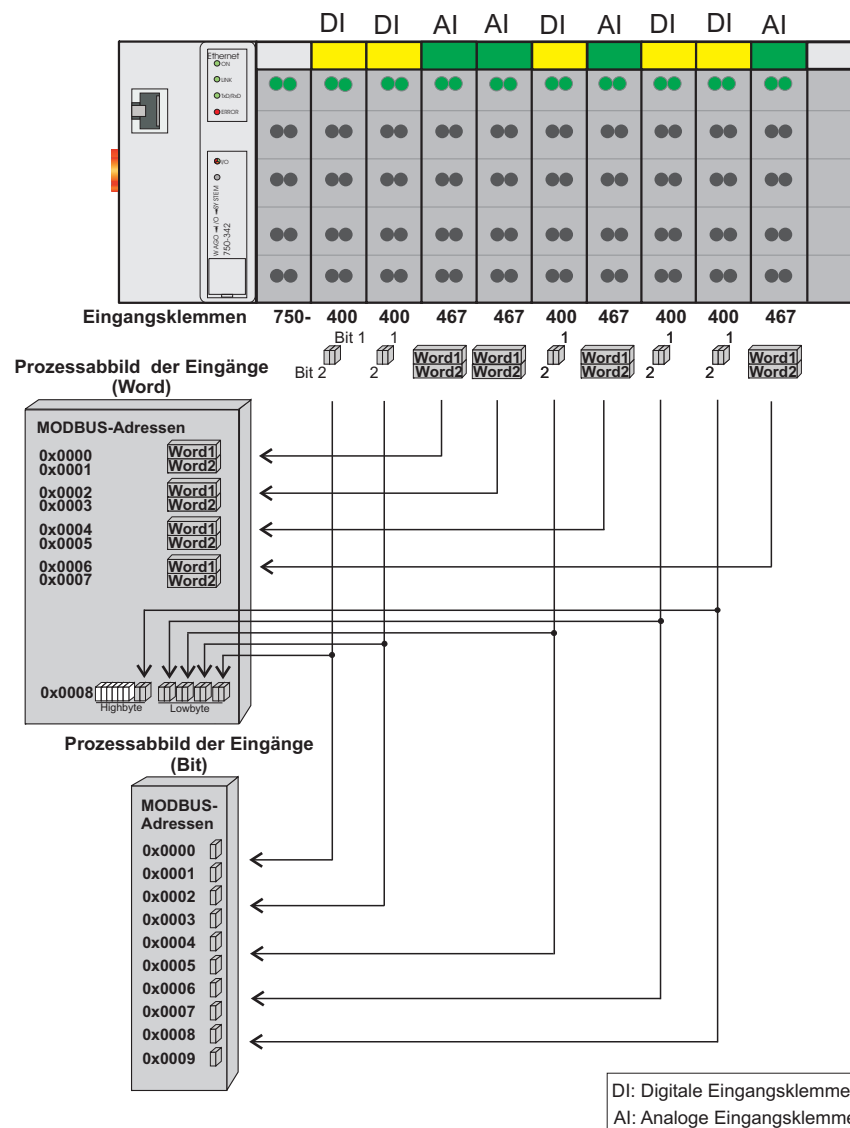 DI DI AI AI DI AI DI DI AI
Ethernet
ON
LINK
TxD/RxD
ERROR
I/O
WAGO I/O SYSTEM
750-342
Eingangsklemmen 750- 400 400 467 467 400 467 400 400 467
Bit 1 1 1 1 1
Bit 2 2 2 2 2
Word1 Word1 Word1 Word1
Word2 Word2 Word2 Word2
Prozessabbild der Eingänge
(Word)
MODBUS-Adressen
0x0000 Word1
0x0001 Word2
0x0002 Word1
0x0003 Word2
0x0004 Word1
0x0005 Word2
0x0006 Word1
0x0007 Word2
0x0008
Highbyte Lowbyte
Prozessabbild der Eingänge
(Bit)
MODBUS-
Adressen
0x0000
0x0001
0x0002
0x0003
0x0004
0x0005
0x0006
0x0007
0x0008
0x0009
DI: Digitale Eingangsklemme
AI: Analoge Eingangsklemme